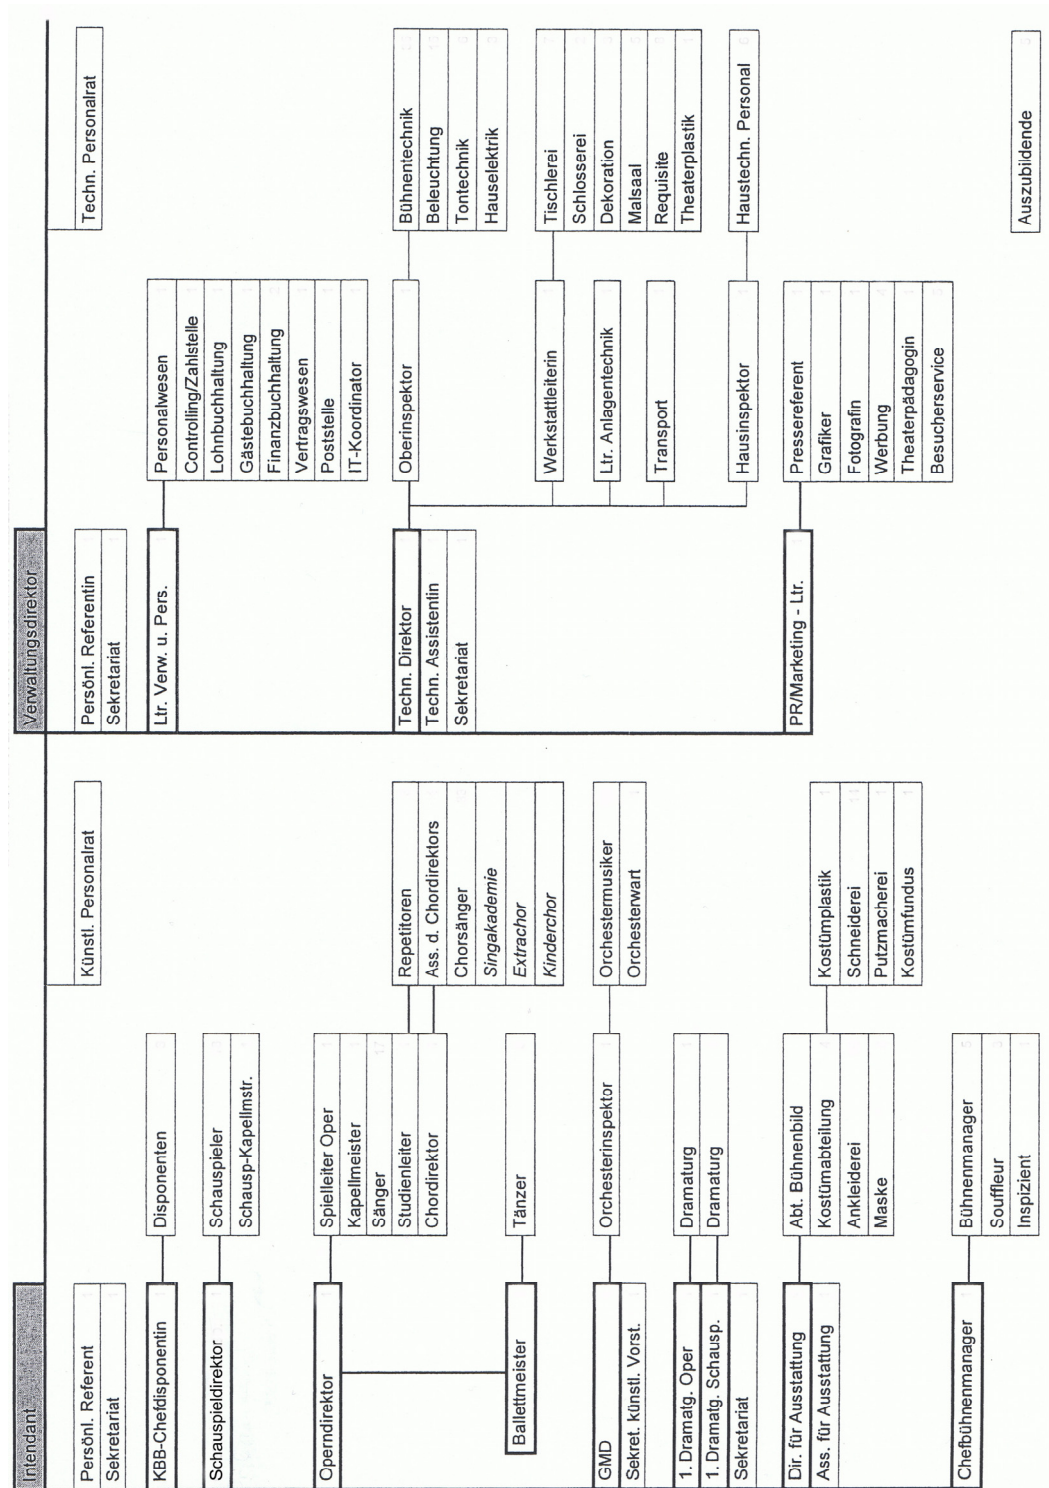 Intendant
Persönl. Referent
Sekretariat
KBB-Chefdisponentin
Disponenten
Schauspieldirektor
Schauspieler
Schausp-Kapellmstr.
Operndirektor
Spielleiter Oper
Kapellmeister
Sänger
Studienleiter
Chordirektor
Repetitoren
Ass. d. Chordirektors
Chorsänger
Singakademie
Extrachor
Kinderchor
Ballettmeister
Tänzer
GMD
Sekret. künstl. Vorst.
Orchesterinspektor
Orchestermusiker
Orchesterwart
1. Dramatg. Oper
1. Dramatg. Schausp.
Sekretariat
Dramaturg
Dramaturg
Dir. für Ausstattung
Ass. für Ausstattung
Abt. Bühnenbild
Kostümabteilung
Ankleiderei
Maske
Kostümplastik
Schneiderei
Putzmacherei
Kostümfundus
Chefbühnenmanager
Bühnenmanager
Souffleur
Inspizient
Künstl. Personalrat
Verwaltungsdirektor
Persönl. Referentin
Sekretariat
Ltr. Verw. u. Pers.
Personalwesen
Controlling/Zahlstelle
Lohnbuchhaltung
Gästebuchhaltung
Finanzbuchhaltung
Vertragswesen
Poststelle
IT-Koordinator
Techn. Direktor
Techn. Assistentin
Sekretariat
Oberinspektor
Bühnentechnik
Beleuchtung
Tontechnik
Hauselektrik
Werkstattleiterin
Tischlerei
Schlosserei
Dekoration
Malsaal
Requisite
Theaterplastik
Ltr. Anlagentechnik
Transport
Hausinspektor
Haustechn. Personal
PR/Marketing - Ltr.
Pressereferent
Grafiker
Fotografin
Werbung
Theaterpädagogin
Besucherservice
Techn. Personalrat
Auszubildende